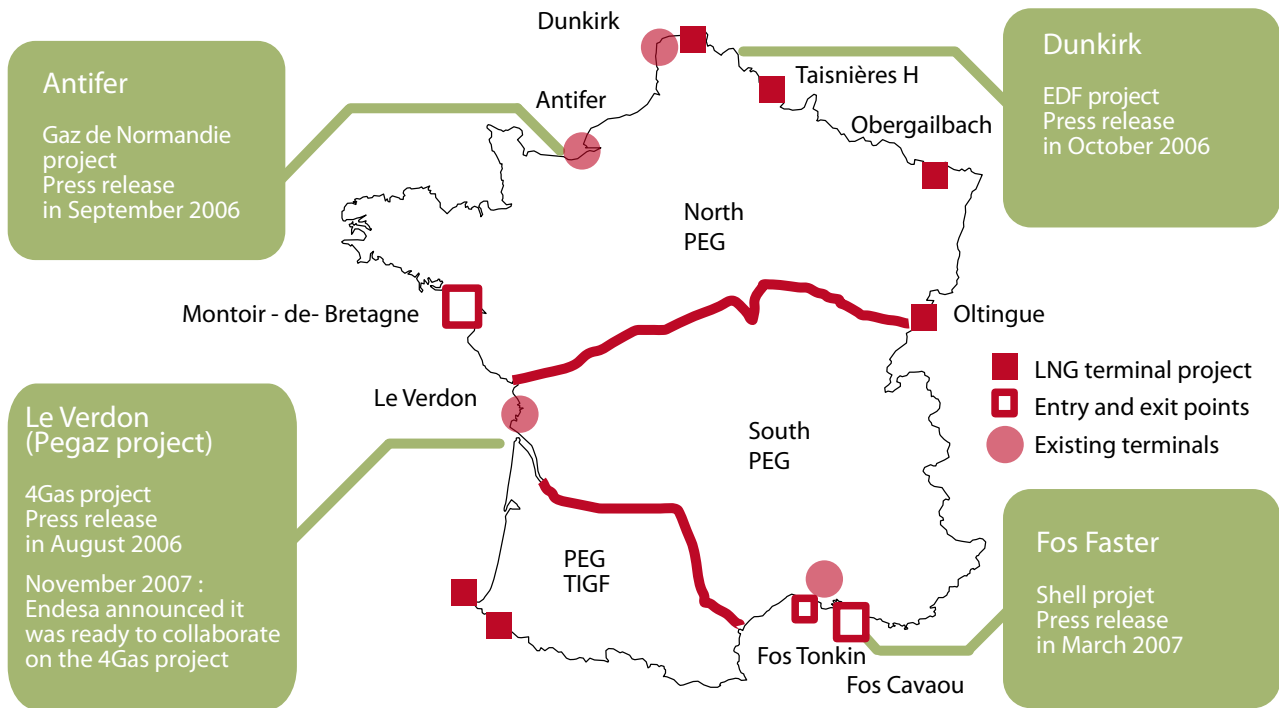 Antifer
Gaz de Normandie
project
Press release
in September 2006
Dunkirk
Antifer
Taisnières H
Obergailbach
Dunkirk
EDF project
Press release
in October 2006
North
PEG
Montoir - de- Bretagne
Oltingue
LNG terminal project
Entry and exit points
Existing terminals
Le Verdon
South
PEG
Le Verdon
(Pegaz project)
4Gas project
Press release
in August 2006
November 2007 :
Endesa announced it
was ready to collaborate
on the 4Gas project
PEG
TIGF
Fos Tonkin
Fos Cavaou
Fos Faster
Shell projet
Press release
in March 2007